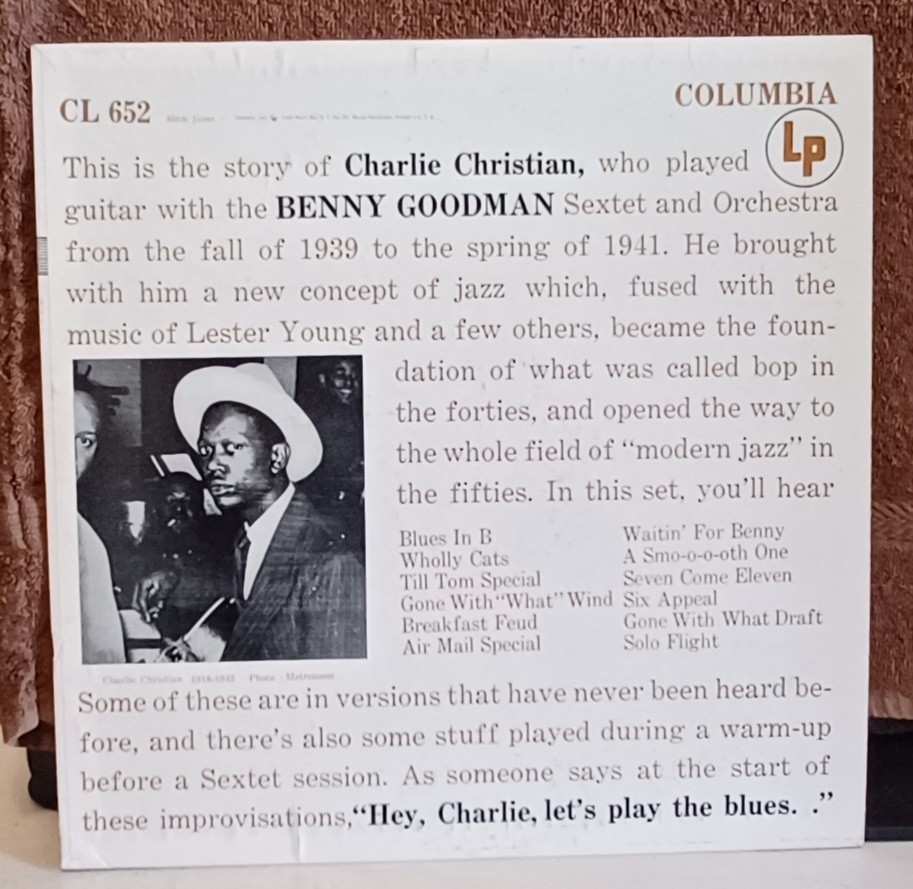 CL 652
COLUMBIA
Lp
This is the story of Charlie Christian, who played
guitar with the BENNY GOODMAN Sextet and Orchestra
from the fall of 1939 to the spring of 1941. He brought
with him a new concept of jazz which, fused with the
music of Lester Young and a few others, became the foun-
dation of what was called bop in
the forties, and opened the way to
the whole field of “modern jazz” in
the fifties. In this set, you'll hear
Blues In B
Wholly Cats
Till Tom Special
Gone With “What” Wind
Breakfast Feud
Air Mail Special
Waitin' For Benny
A Smo-o-o-oth One
Seven Come Eleven
Six Appeal
Gone With What Draft
Solo Flight
Charlie Christian Photo: Metronome
Some of these are in versions that have never been heard be-
fore, and there's also some stuff played during a warm-up
before a Sextet session. As someone says at the start of
these improvisations, “Hey, Charlie, let's play the blues. .”